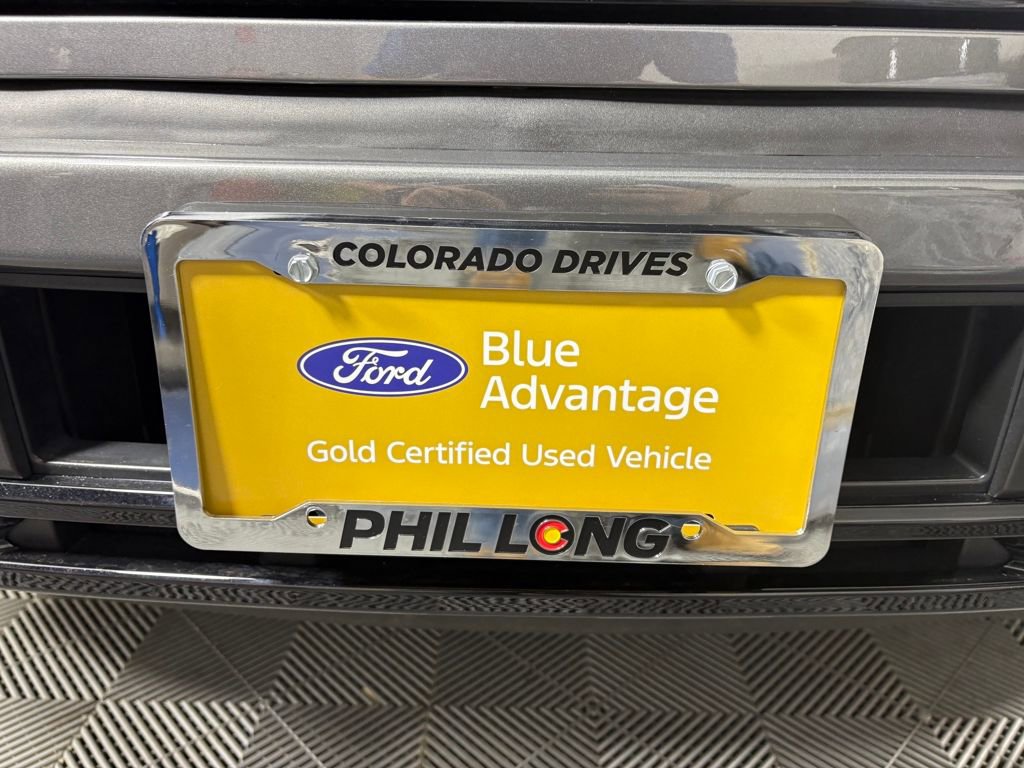 COLORADO DRIVES
Ford
Blue
Advantage
Gold Certified Used Vehicle
PHIL LONG